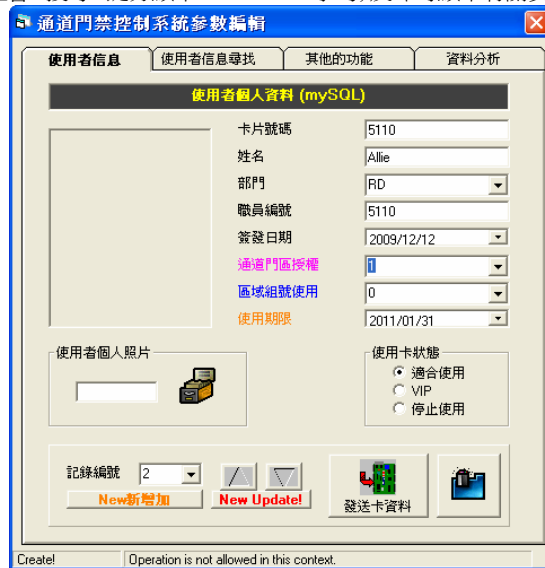 通道門禁控制系統參數編輯
使用者信息 使用者信息尋找 其他的功能 資料分析
使用者個人資料 (mySQL)
卡片號碼 5110
姓名 Allie
部門 RD
職員編號 5110
簽發日期 2009/12/12
通道門區授權 1
區域組號使用 0
使用期限 2011/01/31
使用者個人照片 使用卡狀態
適合使用
VIP
停止使用
記錄編號 2
New新增加 New Update! 發送卡資料
Create! Operation is not allowed in this context.